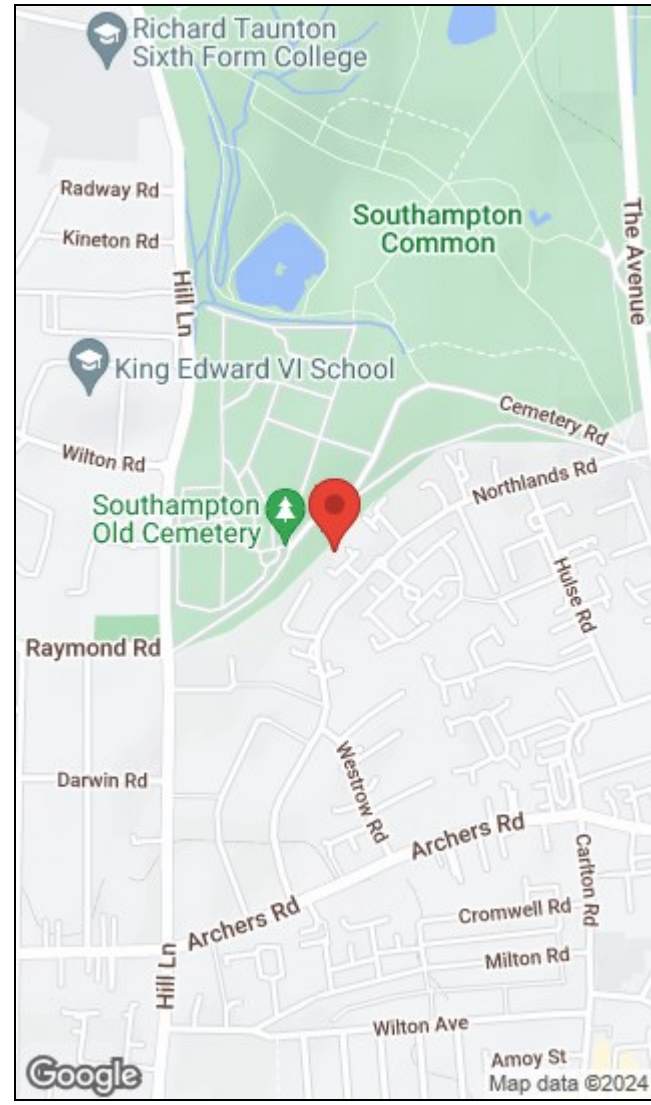 Richard Taunton
Sixth Form College
Radway Rd
Kineton Rd
Southampton
Common
The Avenue
Hill Ln
King Edward VI School
Cemetery Rd
Wilton Rd
Northlands Rd
Southampton
Old Cemetery
Hulse Rd
Raymond Rd
Westrow Rd
Darwin Rd
Archers Rd
Carlton Rd
Cromwell Rd
Archers Rd
Milton Rd
Hill Ln
Wilton Ave
Amoy St
Google
Map data ©2024